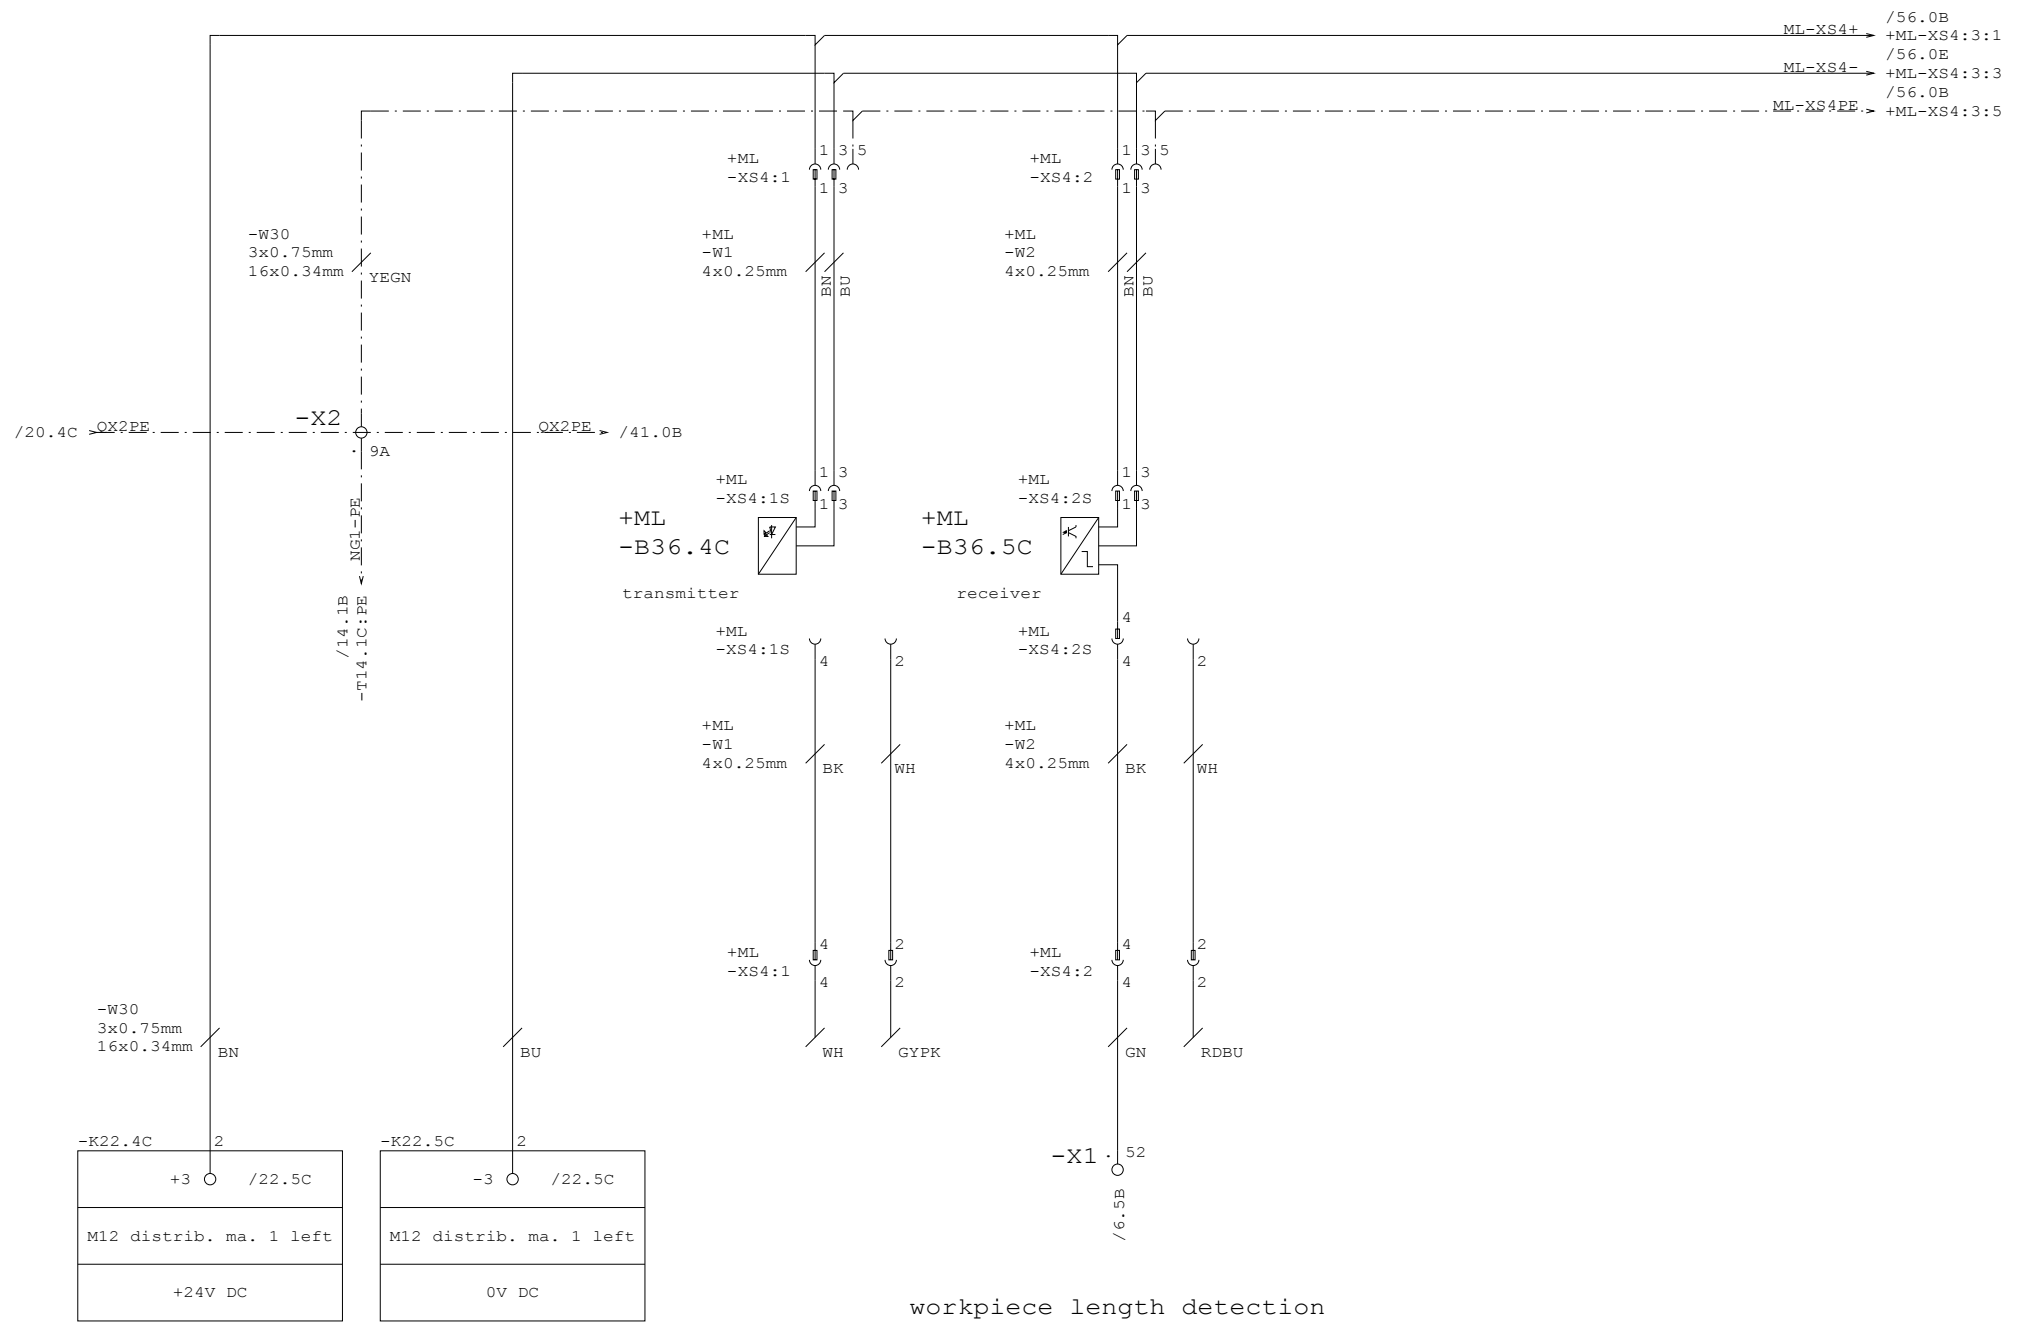 /56.0B
ML-XS4+
+ML-XS4:3:1
/56.0E
ML-XS4-
+ML-XS4:3:3
/56.0B
ML-XS4PE
+ML-XS4:3:5
+ML
-XS4:1
1 3 5
1 3
+ML
-XS4:2
1 3 5
1 3
-W30
3x0.75mm
16x0.34mm
YEGN
+ML
-W1
4x0.25mm
BN
BU
+ML
-W2
4x0.25mm
BN
BU
/20.4C
QX2PE
-X2
9A
QX2PE
/41.0B
NG1-PE
/14.1B
-T14.1C:PE
+ML
-XS4:1S
1 3
1 3
+ML
-B36.4C
transmitter
+ML
-XS4:2S
1 3
1 3
+ML
-B36.5C
receiver
+ML
-XS4:1S
4
2
+ML
-XS4:2S
4
4
2
+ML
-W1
4x0.25mm
BK
WH
+ML
-W2
4x0.25mm
BK
WH
+ML
-XS4:1
4
2
4
2
+ML
-XS4:2
4
2
4
2
-W30
3x0.75mm
16x0.34mm
BN
BU
WH
GYPK
GN
RDBU
-K22.4C
2
+3
/22.5C
M12 distrib. ma. 1 left
+24V DC
-K22.5C
2
-3
/22.5C
M12 distrib. ma. 1 left
0V DC
-X1
52
/6.5B
workpiece length detection